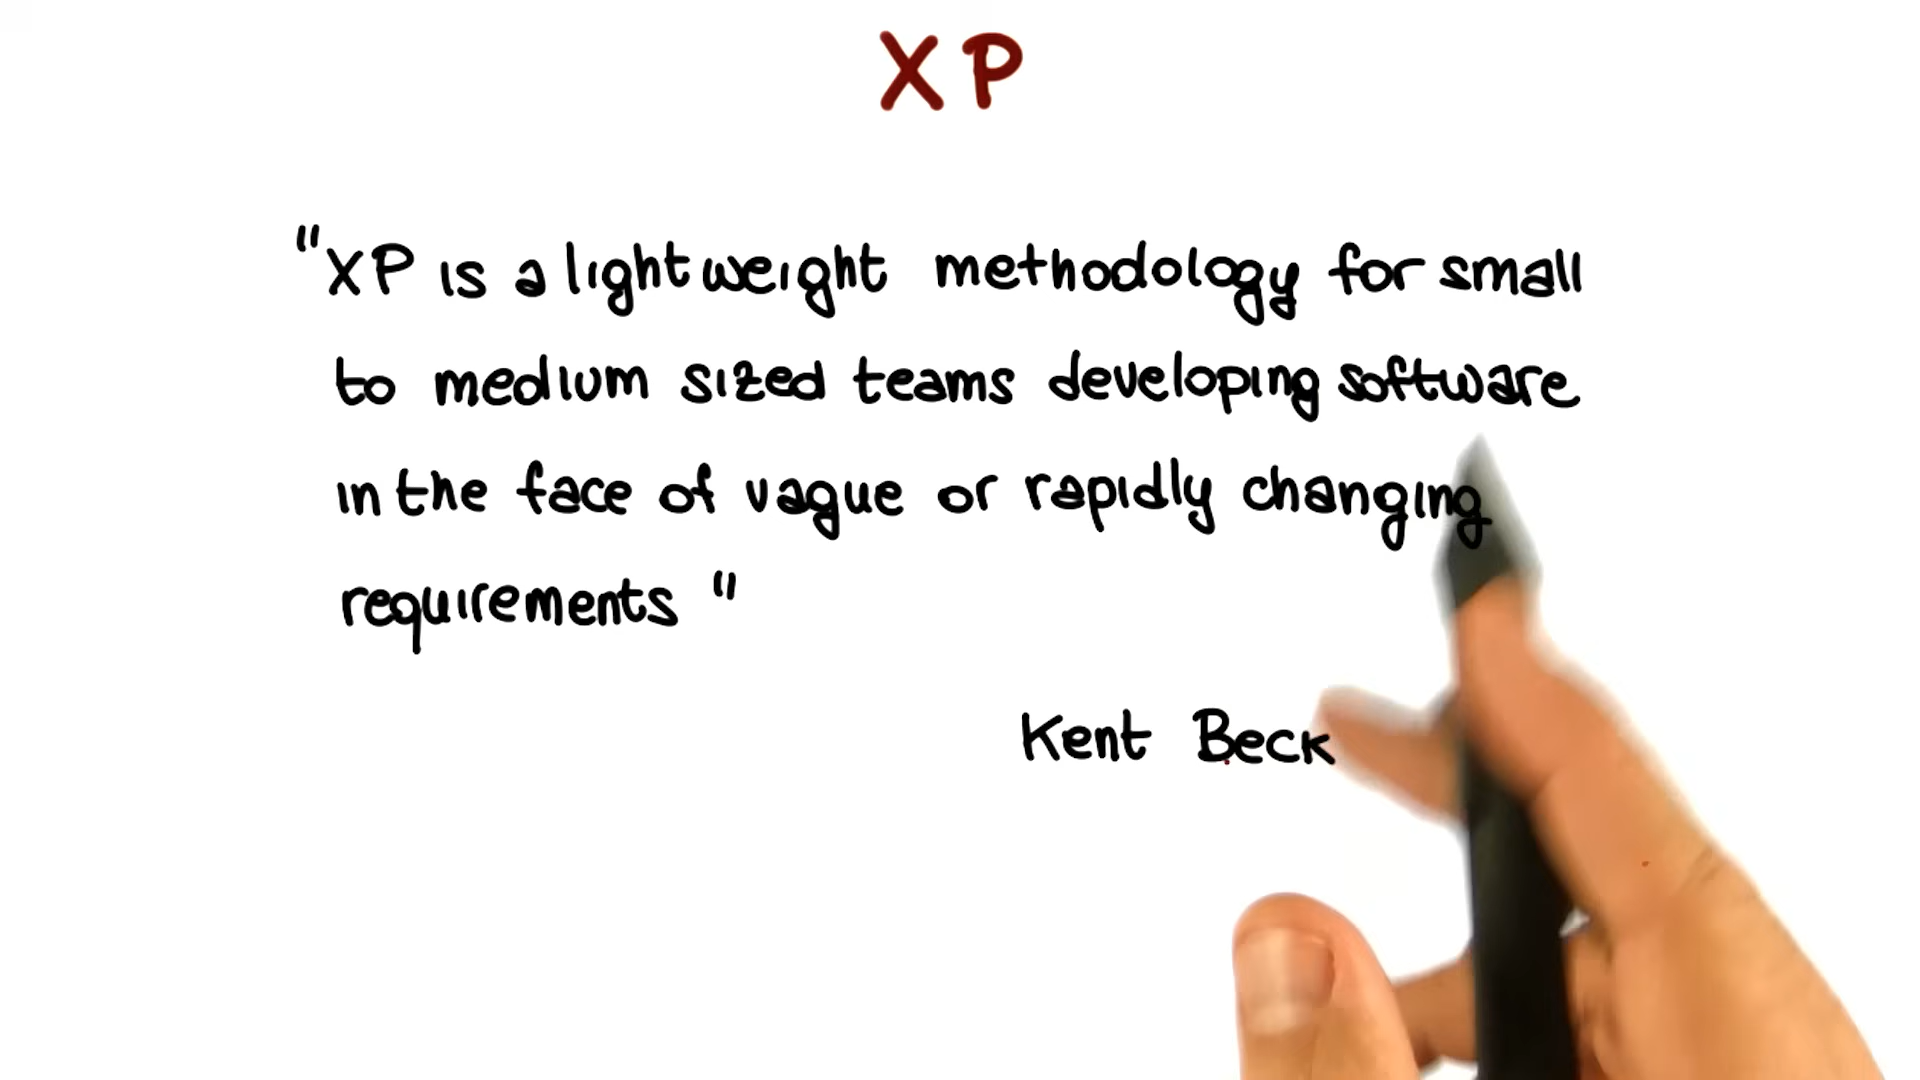 XP
"XP is a lightweight methodology for small
to medium sized teams developing software
in the face of vague or rapidly changing
requirements"
Kent Beck